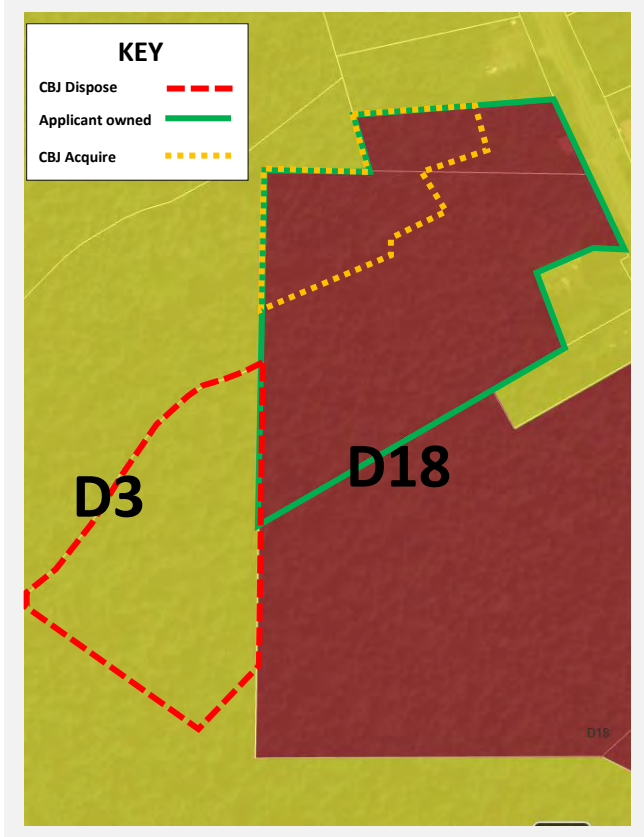 KEY
CBJ Dispose
Applicant owned
CBJ Acquire
D3
D18
D18